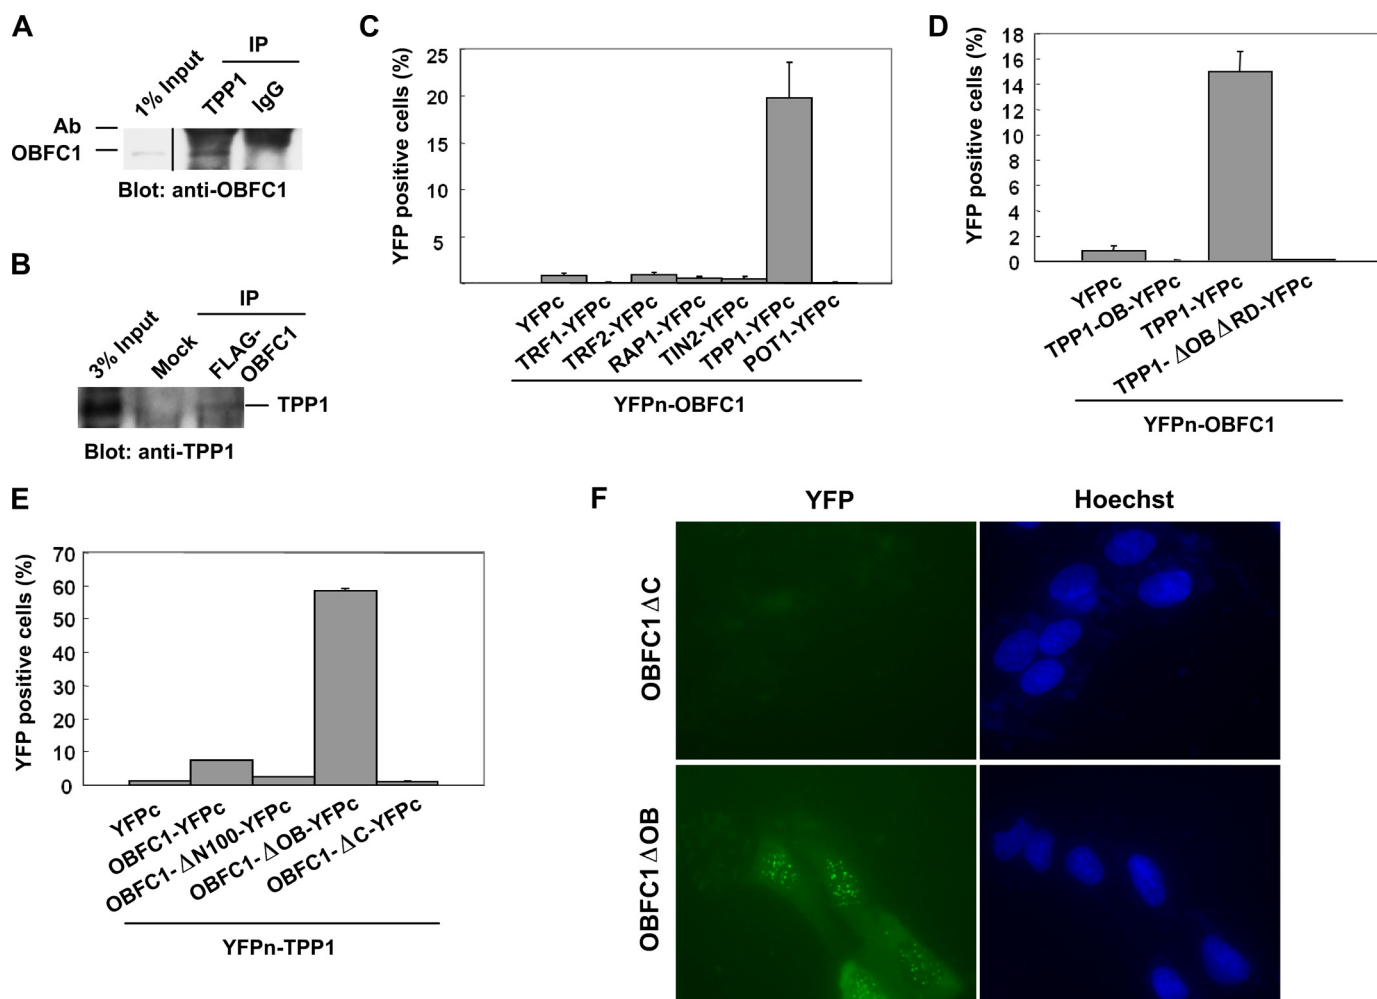 A
1% Input
IP
TPP1
IgG
Ab
OBFC1
Blot: anti-OBFC1
B
3% Input
Mock
IP
FLAG-
OBFC1
TPP1
Blot: anti-TPP1
C
YFP positive cells (%)
25
20
15
10
5
YFPc
TRF1-YFPc
TRF2-YFPc
RAP1-YFPc
TIN2-YFPc
TPP1-YFPc
POT1-YFPc
YFPn-OBFC1
D
YFP positive cells (%)
18
16
14
12
10
8
6
4
2
0
YFPc
TPP1-OB-YFPc
TPP1-YFPc
TPP1-ΔOBΔRD-YFPc
YFPn-OBFC1
E
YFP positive cells (%)
70
60
50
40
30
20
10
0
YFPc
OBFC1-YFPc
OBFC1-ΔN100-YFPc
OBFC1-ΔOB-YFPc
OBFC1-ΔC-YFPc
YFPn-TPP1
F
YFP
Hoechst
OBFC1 ΔC
OBFC1 ΔOB